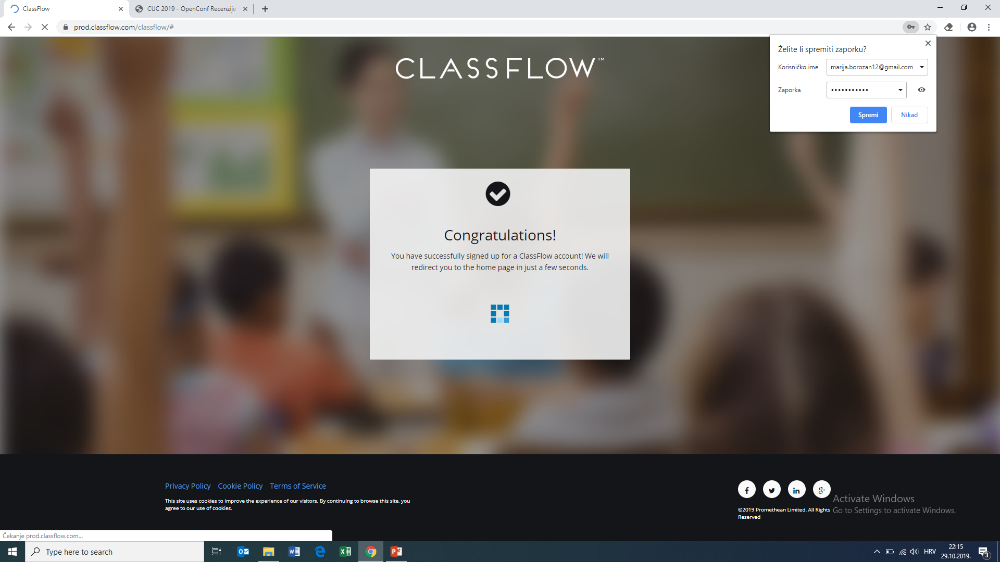 ClassFlow
CUC 2019 - OpenConf Recenzije
prod.classflow.com/classflow/#
Želite li spremiti zaporku?
Korisničko ime
marija.borozan12@gmail.com
Zaporka
•••••••••••
Spremi
Nikad
CLASSFLOW™
Congratulations!
You have successfully signed up for a ClassFlow account! We will
redirect you to the home page in just a few seconds.
Privacy Policy Cookie Policy Terms of Service
This site uses cookies to improve the experience of our visitors. By continuing to browse this site, you
agree to our use of cookies.
©2019 Promethean Limited. All Rights
Reserved
Activate Windows
Go to Settings to activate Windows.
Čekanje prod.classflow.com...
Type here to search
HRV
22:15
29.10.2019.
3